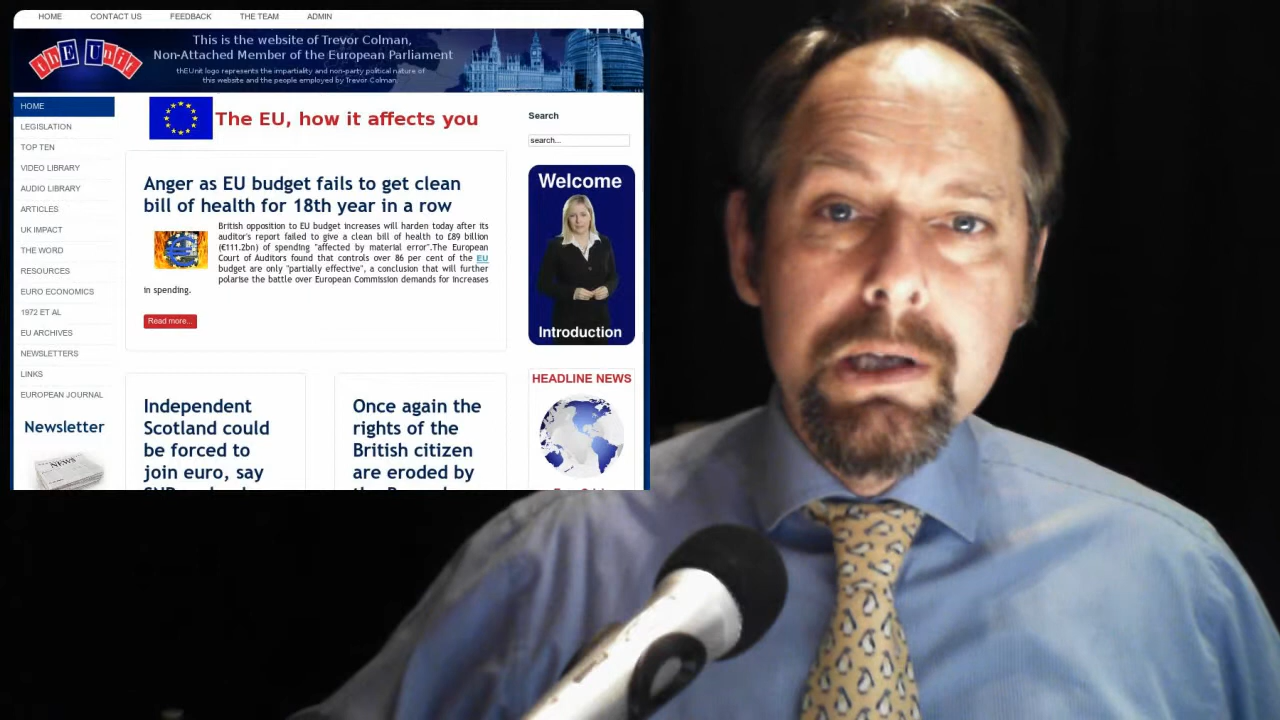 HOME CONTACT US FEEDBACK THE TEAM ADMIN
thEUnit
This is the website of Trevor Colman,
Non-Attached Member of the European Parliament
thEUnit logo represents the impartiality and non-party political nature of
this website and the people employed by Trevor Colman
HOME
LEGISLATION
TOP TEN
VIDEO LIBRARY
AUDIO LIBRARY
ARTICLES
UK IMPACT
THE WORD
RESOURCES
EURO ECONOMICS
1972 ET AL
EU ARCHIVES
NEWSLETTERS
LINKS
EUROPEAN JOURNAL
Newsletter
NEWS
The EU, how it affects you
Anger as EU budget fails to get clean
bill of health for 18th year in a row
British opposition to EU budget increases will harden today after its
auditor's report failed to give a clean bill of health to £89 billion
(€111.2bn) of spending "affected by material error".The European
Court of Auditors found that controls over 86 per cent of the EU
budget are only "partially effective", a conclusion that will further
polarise the battle over European Commission demands for increases
in spending.
Read more...
Independent
Scotland could
be forced to
join euro, say
Once again the
rights of the
British citizen
are eroded by
Search
search...
Welcome
Introduction
HEADLINE NEWS